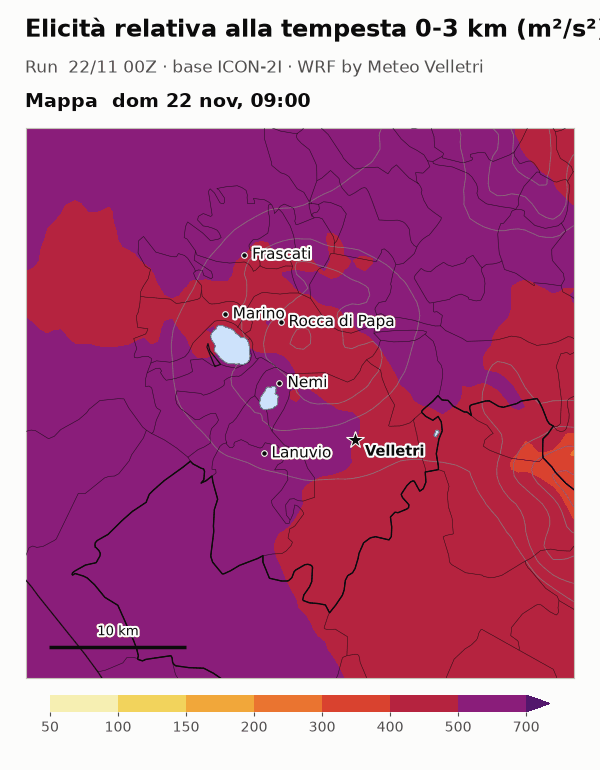 Elicità relativa alla tempesta 0-3 km (m²/s²)
Run  22/11 00Z · base ICON-2I · WRF by Meteo Velletri
Mappa  dom 22 nov, 09:00
Frascati
Marino
Rocca di Papa
Nemi
Velletri
Lanuvio
10 km
50 100 150 200 300 400 500 700